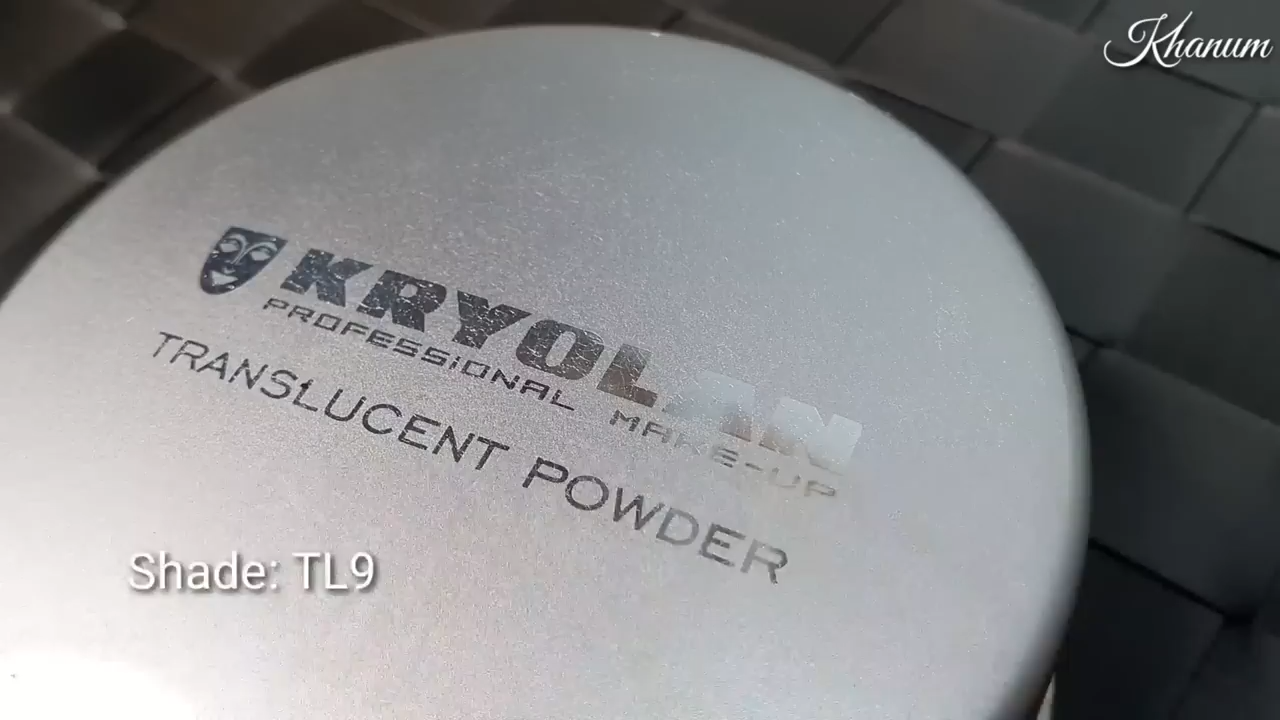 Khanum
KRYOLAN
PROFESSIONAL MAKE-UP
TRANSLUCENT POWDER
Shade: TL9